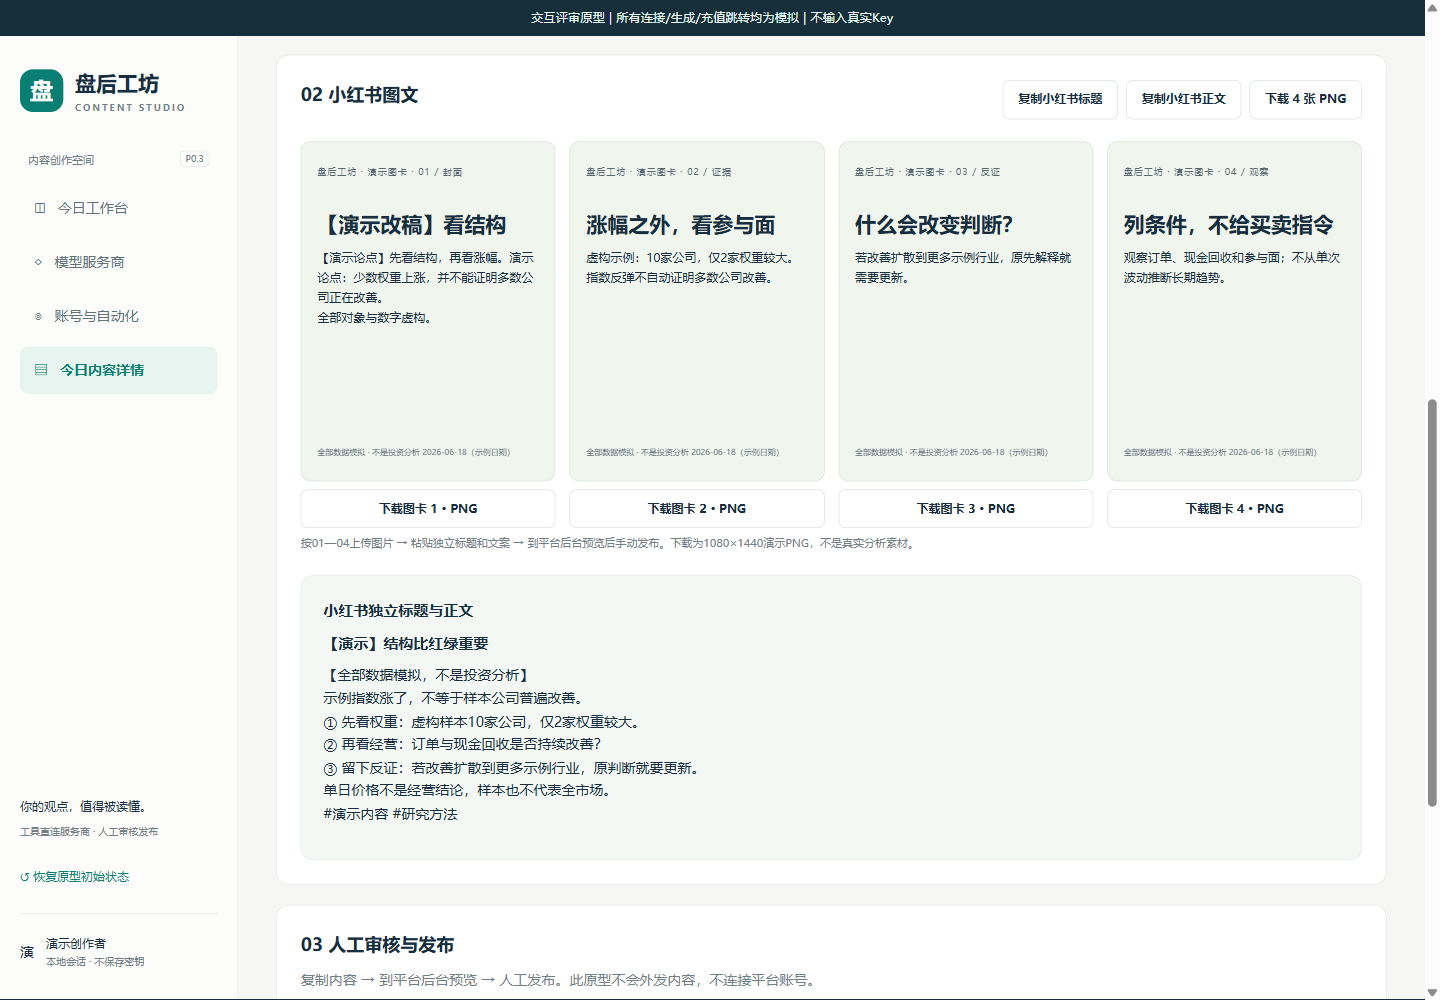 交互评审原型 | 所有连接/生成/充值跳转均为模拟 | 不输入真实Key
盘
盘后工坊
CONTENT STUDIO
内容创作空间
P0.3
今日工作台
模型服务商
账号与自动化
今日内容详情
你的观点，值得被读懂。
工具直连服务商 · 人工审核发布
↺ 恢复原型初始状态
演
演示创作者
本地会话 · 不保存密钥
02 小红书图文
复制小红书标题
复制小红书正文
下载 4 张 PNG
盘后工坊 · 演示图卡 · 01 / 封面
【演示改稿】看结构
【演示论点】先看结构，再看涨幅。演示
论点：少数权重上涨，并不能证明多数公
司正在改善。
全部对象与数字虚构。
全部数据模拟 · 不是投资分析 2026-06-18（示例日期）
盘后工坊 · 演示图卡 · 02 / 证据
涨幅之外，看参与面
虚构示例：10家公司，仅2家权重较大。
指数反弹不自动证明多数公司改善。
全部数据模拟 · 不是投资分析 2026-06-18（示例日期）
盘后工坊 · 演示图卡 · 03 / 反证
什么会改变判断？
若改善扩散到更多示例行业，原先解释就
需要更新。
全部数据模拟 · 不是投资分析 2026-06-18（示例日期）
盘后工坊 · 演示图卡 · 04 / 观察
列条件，不给买卖指令
观察订单、现金回收和参与面；不从单次
波动推断长期趋势。
全部数据模拟 · 不是投资分析 2026-06-18（示例日期）
下载图卡 1 · PNG
下载图卡 2 · PNG
下载图卡 3 · PNG
下载图卡 4 · PNG
按01—04上传图片 → 粘贴独立标题和文案 → 到平台后台预览后手动发布。下载为1080×1440演示PNG，不是真实分析素材。
小红书独立标题与正文
【演示】结构比红绿重要
【全部数据模拟，不是投资分析】
示例指数涨了，不等于样本公司普遍改善。
① 先看权重：虚构样本10家公司，仅2家权重较大。
② 再看经营：订单与现金回收是否持续改善？
③ 留下反证：若改善扩散到更多示例行业，原判断就要更新。
单日价格不是经营结论，样本也不代表全市场。
#演示内容 #研究方法
03 人工审核与发布
复制内容 → 到平台后台预览 → 人工发布。此原型不会外发内容，不连接平台账号。